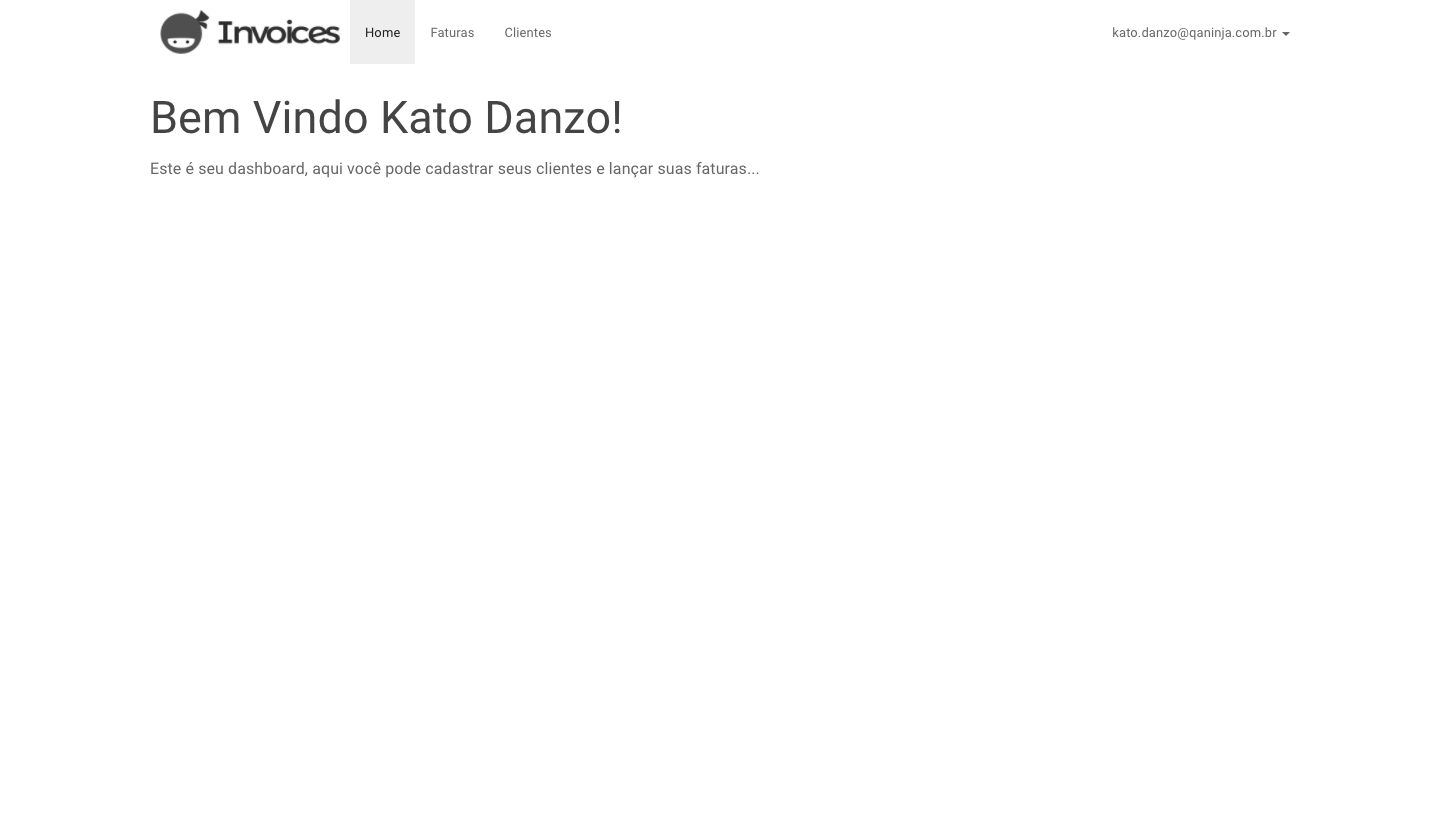 Invoices
Home
Faturas
Clientes
kato.danzo@qaninja.com.br
Bem Vindo Kato Danzo!
Este é seu dashboard, aqui você pode cadastrar seus clientes e lançar suas faturas...